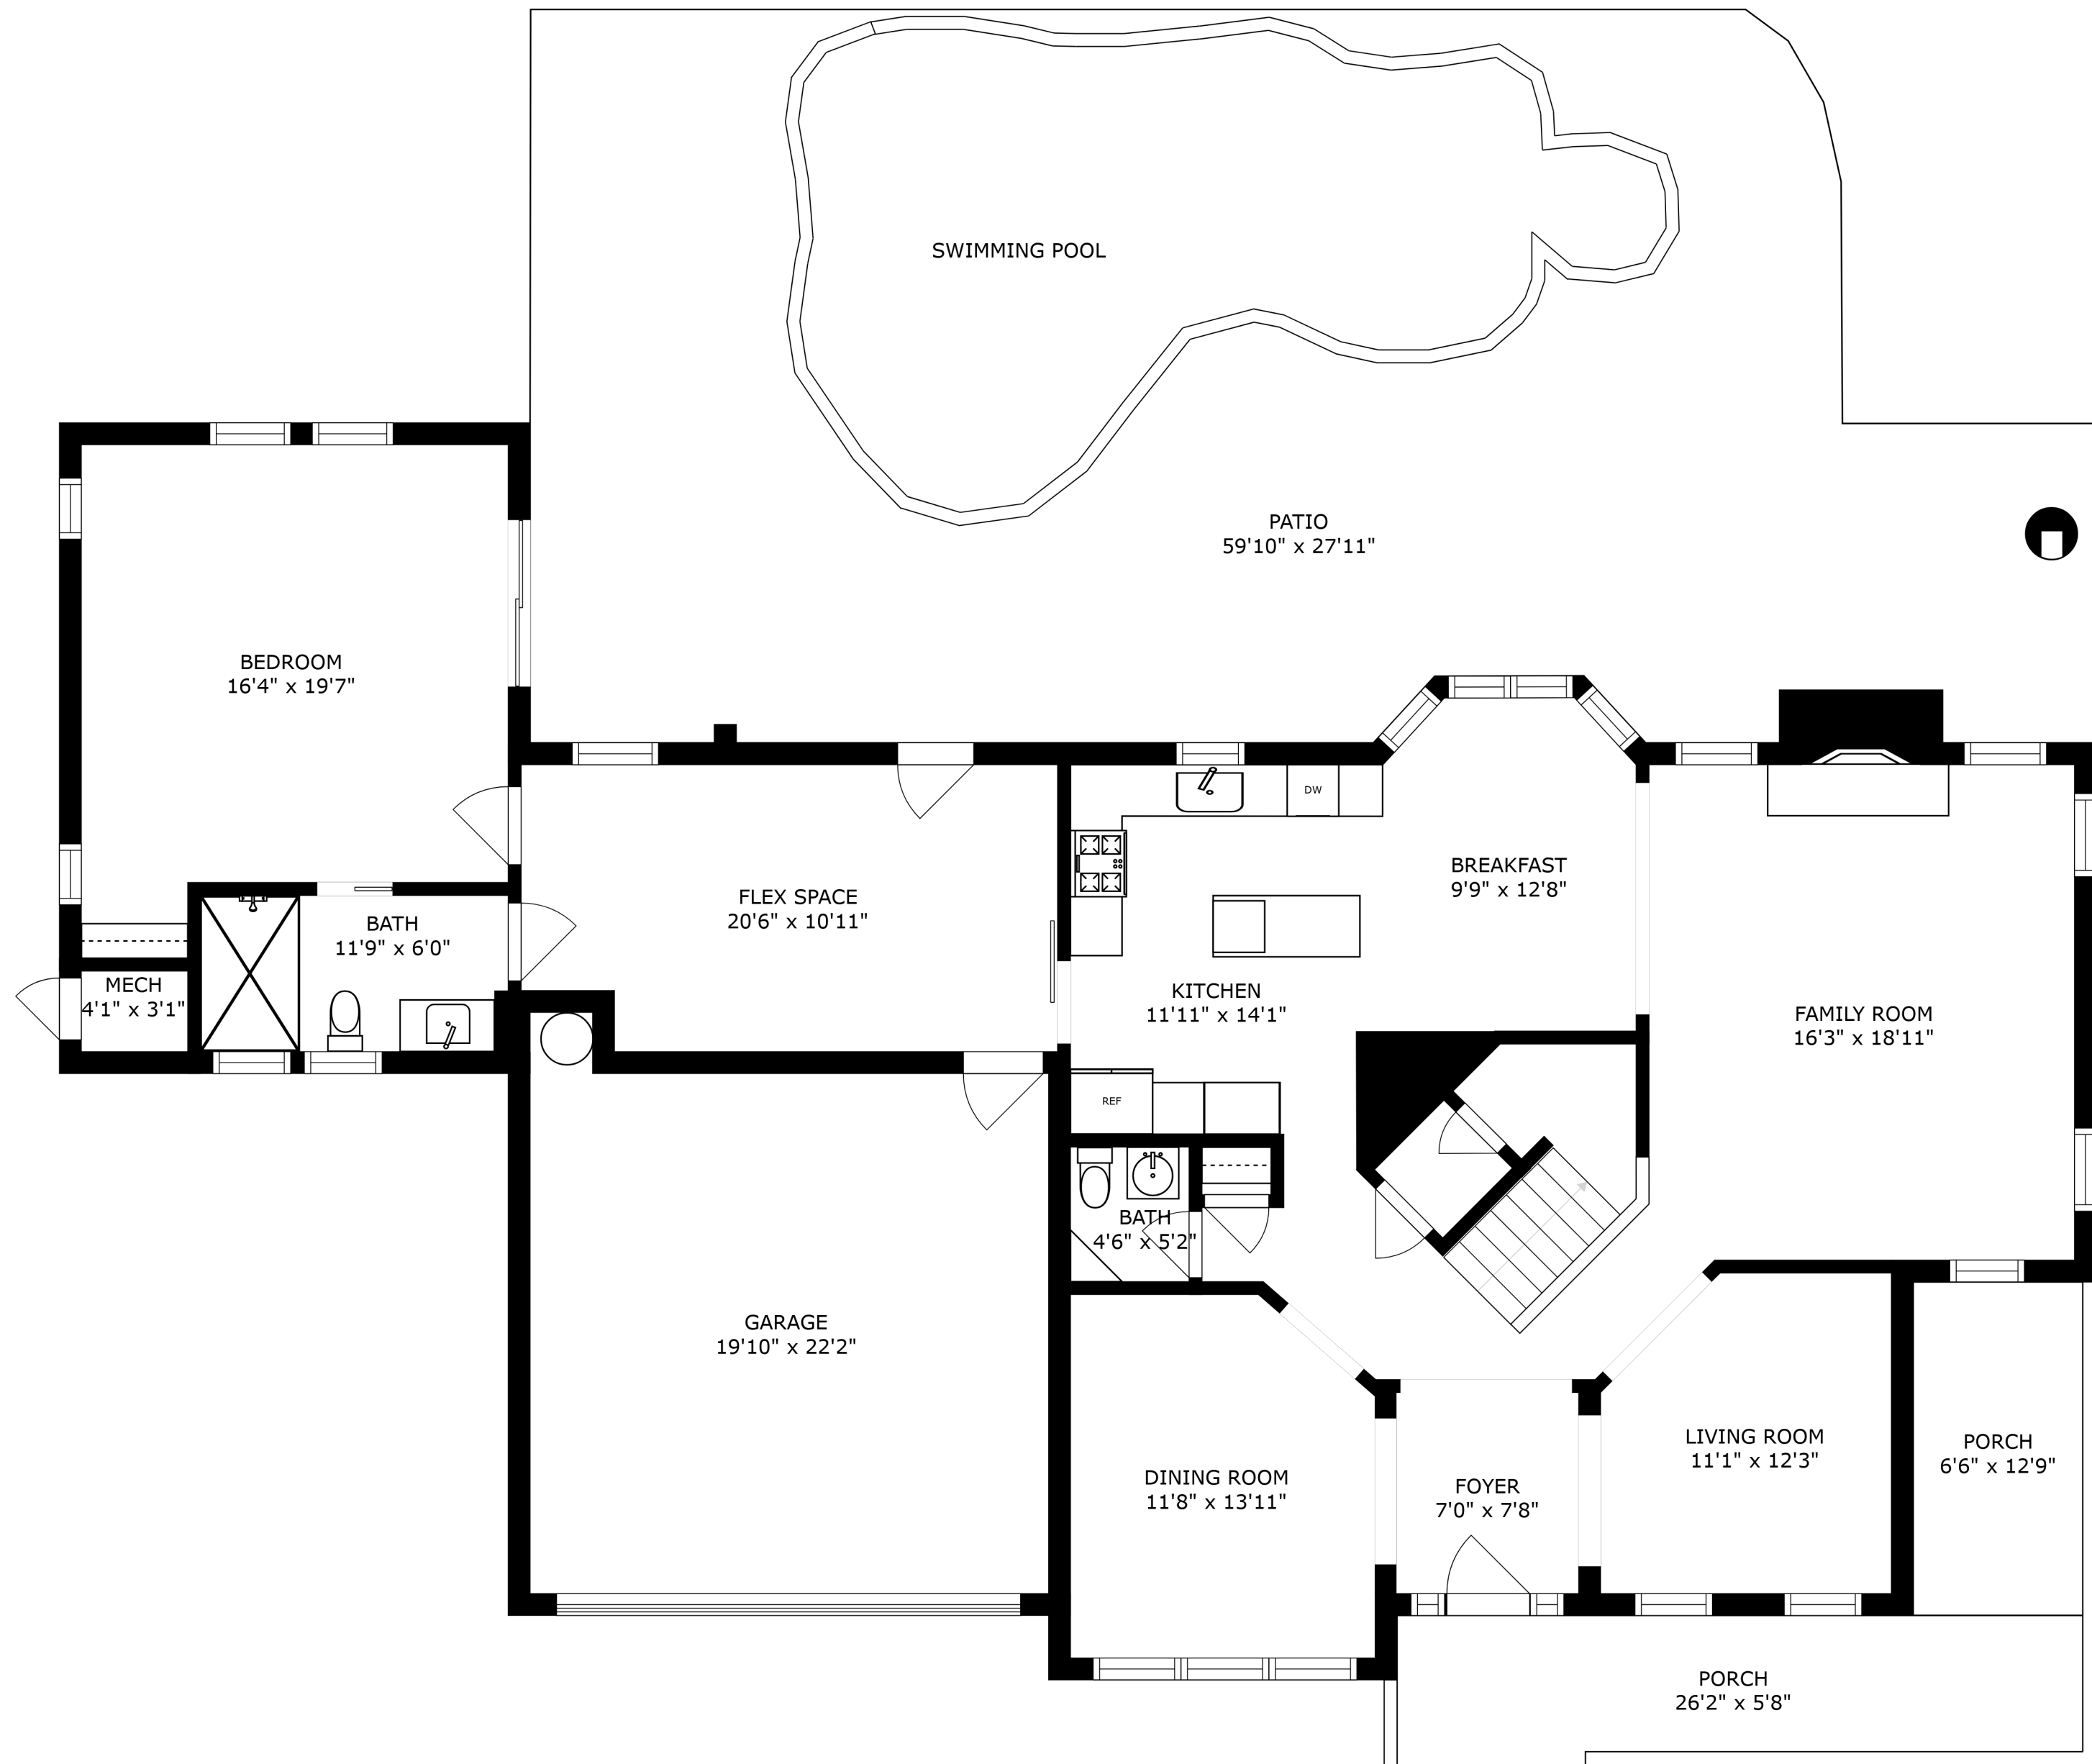 SWIMMING POOL
PATIO
59'10" x 27'11"
BEDROOM
16'4" x 19'7"
DW
BREAKFAST
9'9" x 12'8"
FLEX SPACE
20'6" x 10'11"
BATH
11'9" x 6'0"
MECH
4'1" x 3'1"
KITCHEN
11'11" x 14'1"
FAMILY ROOM
16'3" x 18'11"
REF
BATH
4'6" x 5'2"
GARAGE
19'10" x 22'2"
DINING ROOM
11'8" x 13'11"
FOYER
7'0" x 7'8"
LIVING ROOM
11'1" x 12'3"
PORCH
6'6" x 12'9"
PORCH
26'2" x 5'8"